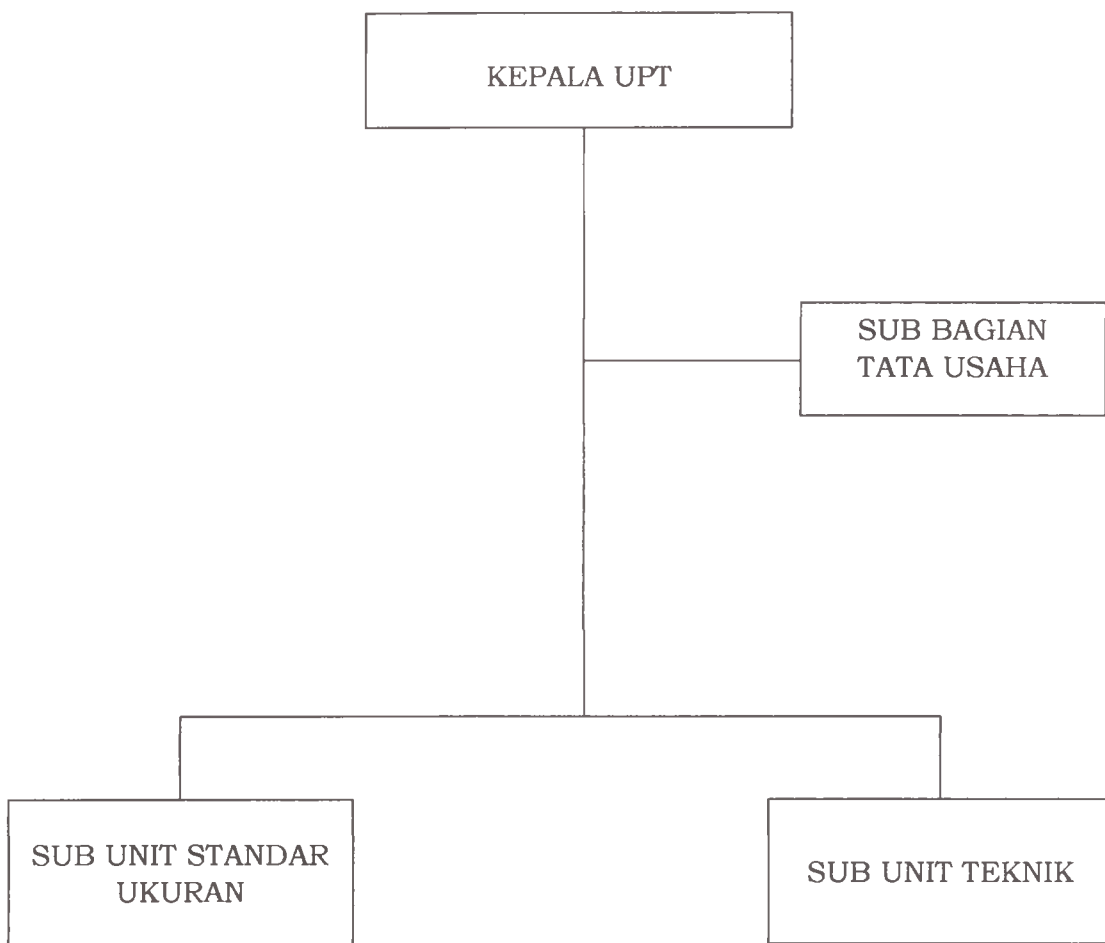 KEPALA UPT
SUB BAGIAN
TATA USAHA
SUB UNIT STANDAR
UKURAN
SUB UNIT TEKNIK